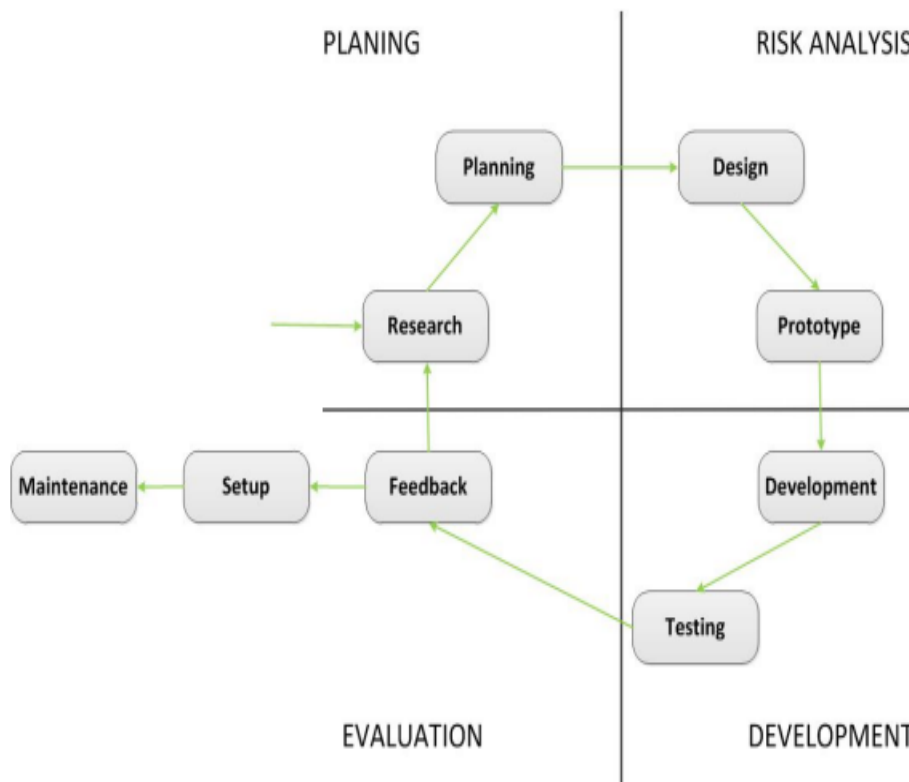 PLANING
RISK ANALYSIS
Planning
Design
Research
Prototype
Maintenance
Setup
Feedback
Development
Testing
EVALUATION
DEVELOPMENT